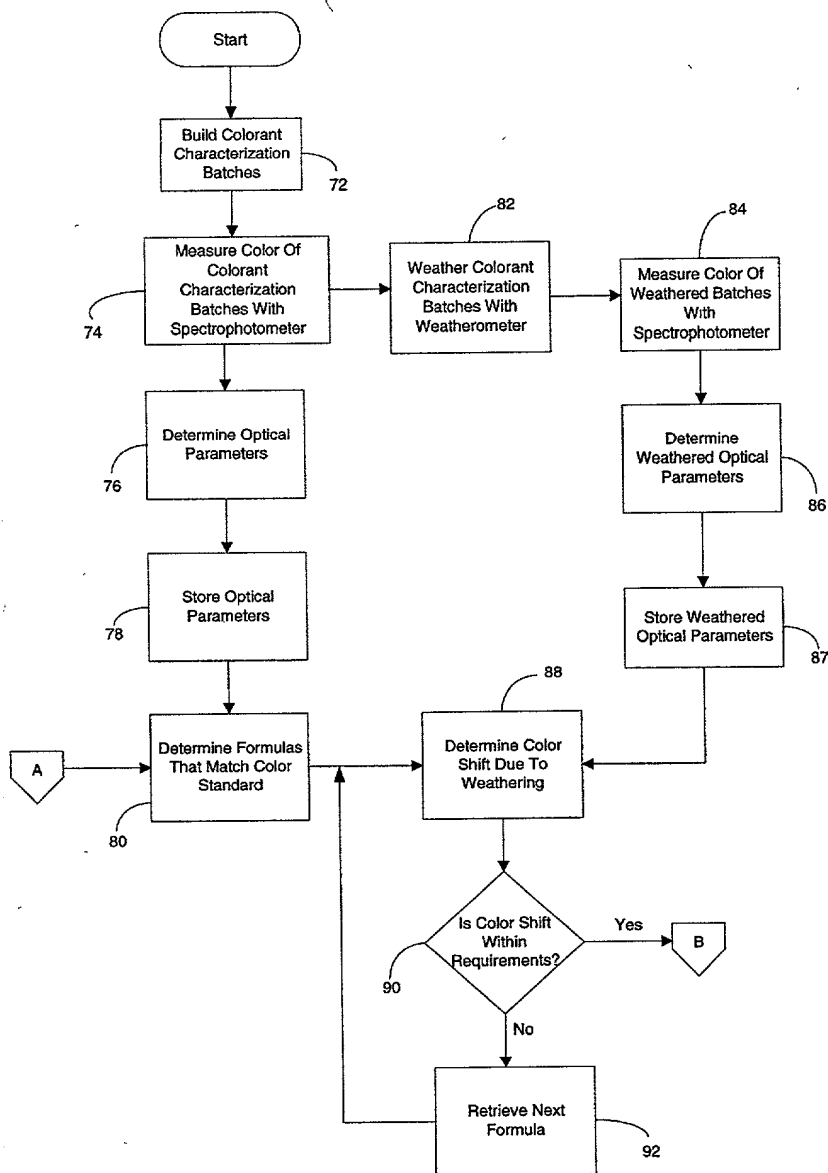 Start
Build Colorant
Characterization
Batches
72
Measure Color Of
Colorant
Characterization
Batches With
Spectrophotometer
74
82
Weather Colorant
Characterization
Batches With
Weatherometer
84
Measure Color Of
Weathered Batches
With
Spectrophotometer
Determine Optical
Parameters
76
Determine
Weathered Optical
Parameters
86
Store Optical
Parameters
78
Store Weathered
Optical Parameters
87
A
Determine Formulas
That Match Color
Standard
80
88
Determine Color
Shift Due To
Weathering
Is Color Shift
Within
Requirements?
90
Yes
B
No
Retrieve Next
Formula
92